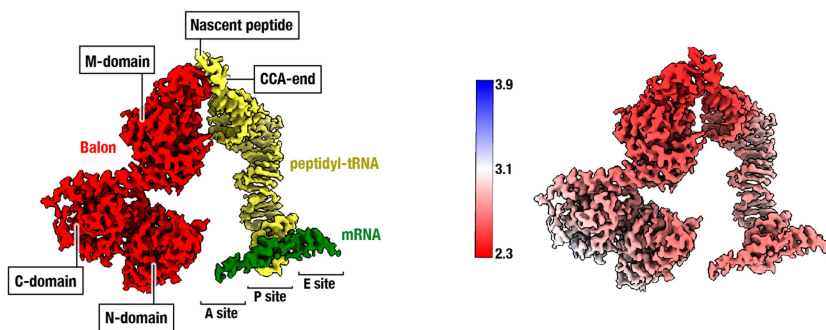 Nascent peptide
M-domain
CCA-end
Balon
peptidyl-tRNA
mRNA
C-domain
N-domain
A site
P site
E site
3.9
3.1
2.3